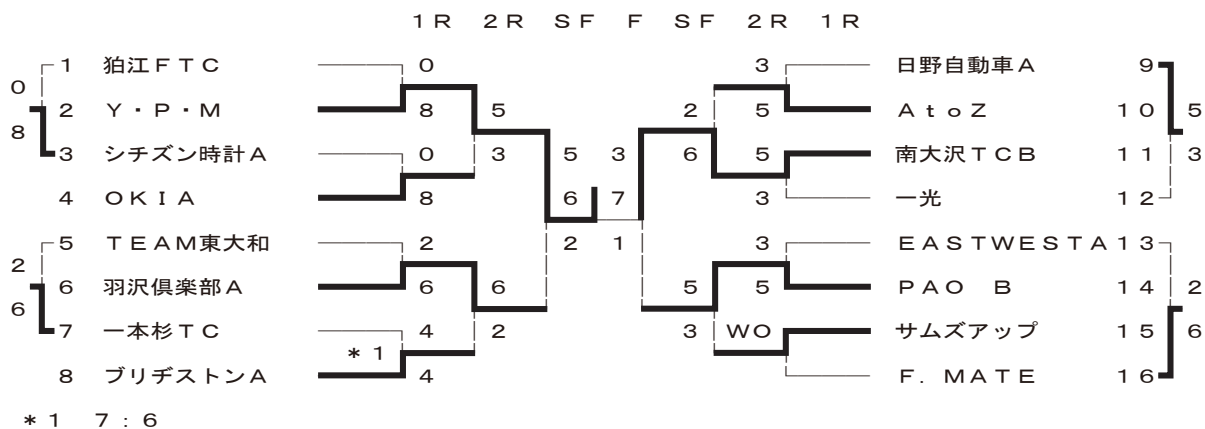 1R 2R SF F SF 2R 1R
1 狛江FTC 0 3 日野自動車A 9
0
2 Y・P・M 8 5 2 5 AtoZ 10 5
8
3 シチズン時計A 0 3 5 3 6 5 南大沢TCB 11 3
4 OKIA 8 6 7 3 一光 12
5 TEAM東大和 2 2 1 3 EASTWESTA 13
2
6 羽沢倶楽部A 6 6 5 5 PAO B 14 2
6
7 一本杉TC 4 2 3 WO サムズアップ 15 6
*1
8 ブリヂストンA 4 F. MATE 16
*1 7:6